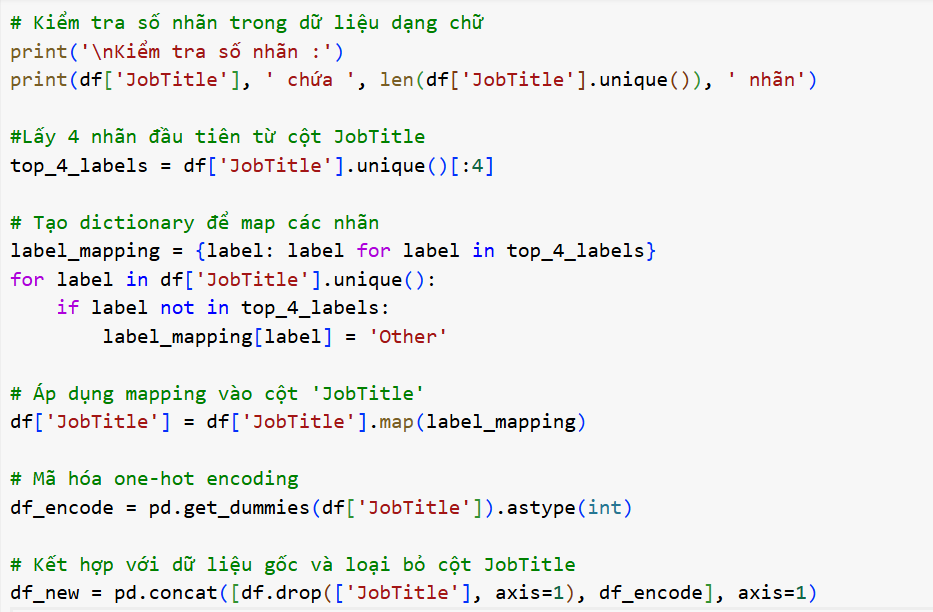 # Kiểm tra số nhãn trong dữ liệu dạng chữ
print('\nKiểm tra số nhãn :')
print(df['JobTitle'], ' chứa ', len(df['JobTitle'].unique()), ' nhãn')
#Lấy 4 nhãn đầu tiên từ cột JobTitle
top_4_labels = df['JobTitle'].unique()[:4]
# Tạo dictionary để map các nhãn
label_mapping = {label: label for label in top_4_labels}
for label in df['JobTitle'].unique():
    if label not in top_4_labels:
        label_mapping[label] = 'Other'
# Áp dụng mapping vào cột 'JobTitle'
df['JobTitle'] = df['JobTitle'].map(label_mapping)
# Mã hóa one-hot encoding
df_encode = pd.get_dummies(df['JobTitle']).astype(int)
# Kết hợp với dữ liệu gốc và loại bỏ cột JobTitle
df_new = pd.concat([df.drop(['JobTitle'], axis=1), df_encode], axis=1)